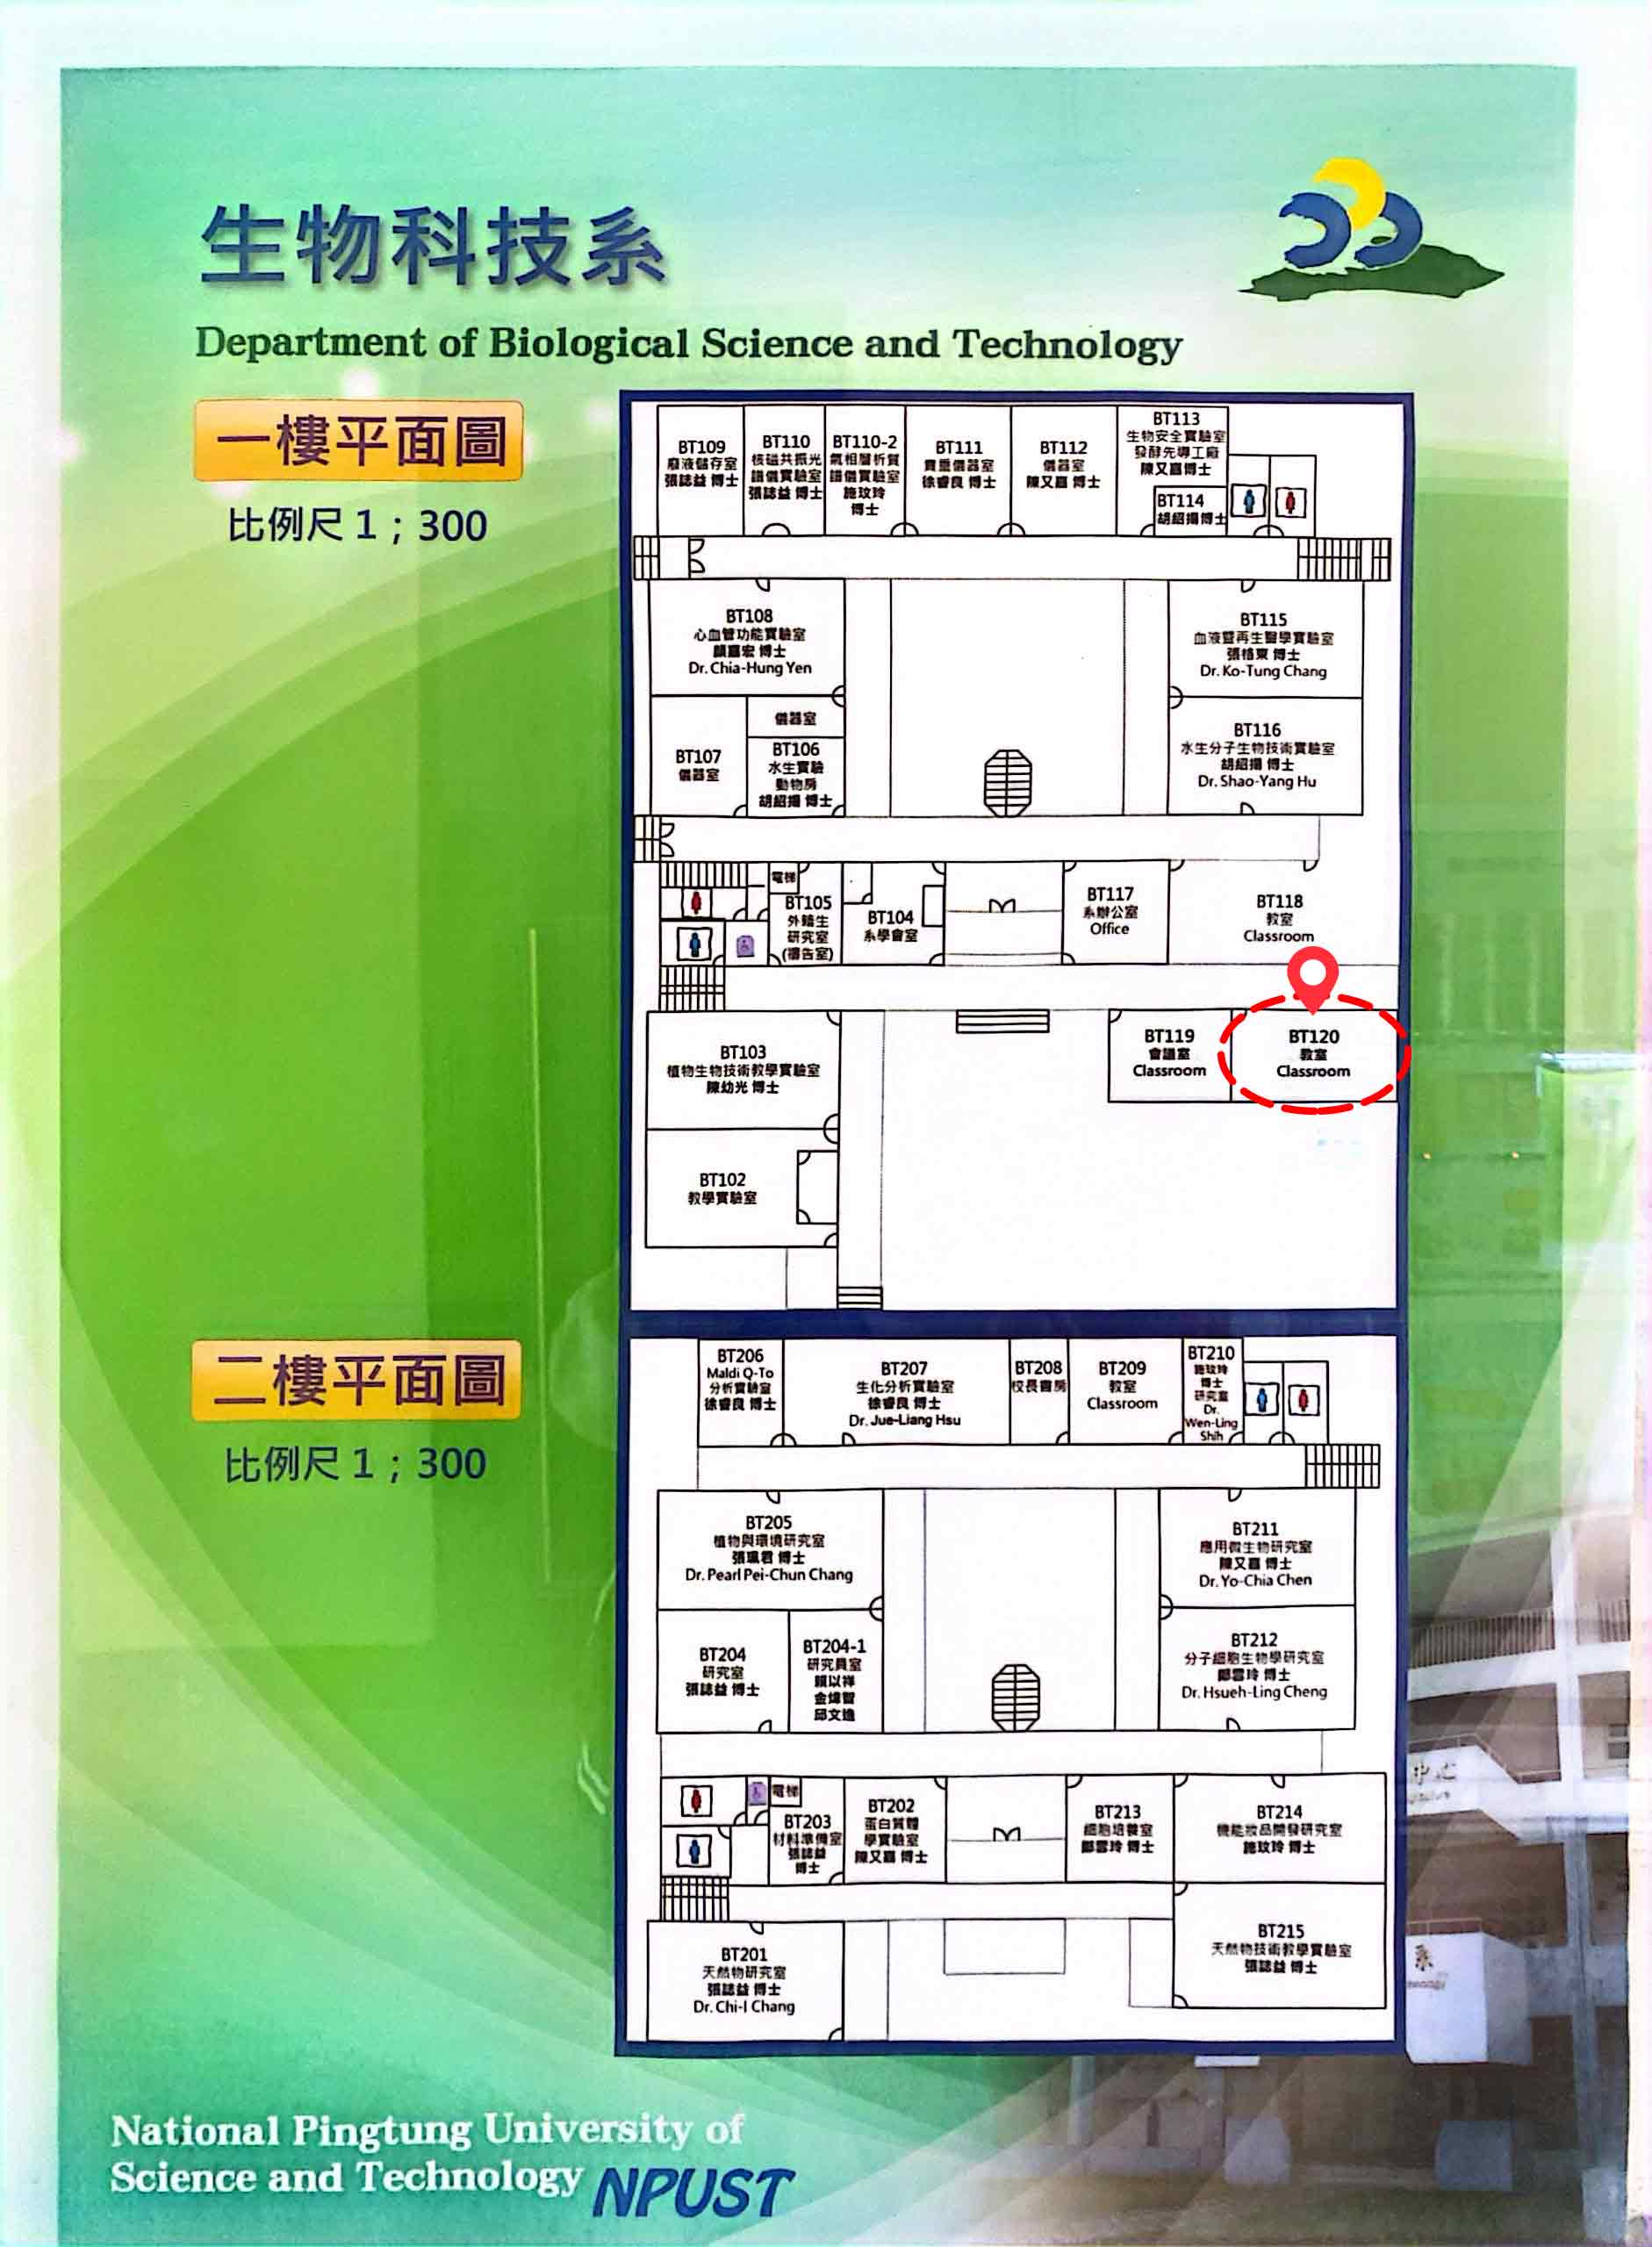 生物科技系
Department of Biological Science and Technology
一樓平面圖
比例尺 1；300
BT109
廢液儲存室
張誌益 博士
BT110
核磁共振光
譜儀實驗室
張誌益 博士
BT110-2
氣相層析質
譜儀實驗室
施玟玲
博士
BT111
貴重儀器室
徐睿良 博士
BT112
儀器室
陳又嘉 博士
BT113
生物安全實驗室
發酵先導工廠
陳又嘉博士
BT114
胡紹揚博士
BT108
心血管功能實驗室
顏嘉宏 博士
Dr. Chia-Hung Yen
BT115
血液暨再生醫學實驗室
張格東 博士
Dr. Ko-Tung Chang
儀器室
BT107
儀器室
BT106
水生實驗
動物房
胡紹揚 博士
BT116
水生分子生物技術實驗室
胡紹揚 博士
Dr. Shao-Yang Hu
電梯
BT105
外籍生
研究室
(禱告室)
BT104
系學會室
BT117
系辦公室
Office
BT118
教室
Classroom
BT103
植物生物技術教學實驗室
陳幼光 博士
BT119
會議室
Classroom
BT120
教室
Classroom
BT102
教學實驗室
二樓平面圖
比例尺 1；300
BT206
Maldi Q-To
分析實驗室
徐睿良 博士
BT207
生化分析實驗室
徐睿良 博士
Dr. Jue-Liang Hsu
BT208
校長書房
BT209
教室
Classroom
BT210
施玟玲
博士
研究室
Dr.
Wen-Ling
Shih
BT205
植物與環境研究室
張珮君 博士
Dr. Pearl Pei-Chun Chang
BT211
應用微生物研究室
陳又嘉 博士
Dr. Yo-Chia Chen
BT204
研究室
張誌益 博士
BT204-1
研究員室
賴以祥
金煒智
邱文逸
BT212
分子細胞生物學研究室
鄭雪玲 博士
Dr. Hsueh-Ling Cheng
電梯
BT203
材料準備室
張誌益
博士
BT202
蛋白質體
學實驗室
陳又嘉 博士
BT213
細胞培養室
鄭雪玲 博士
BT214
機能妝品開發研究室
施玟玲 博士
BT201
天然物研究室
張誌益 博士
Dr. Chi-I Chang
BT215
天然物技術教學實驗室
張誌益 博士
中心
系
National Pingtung University of
Science and Technology NPUST